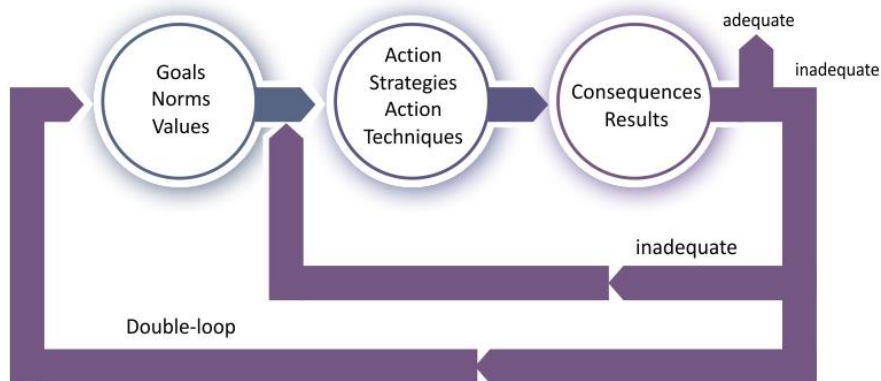 Goals
Norms
Values
Action
Strategies
Action
Techniques
Consequences
Results
adequate
inadequate
inadequate
Double-loop